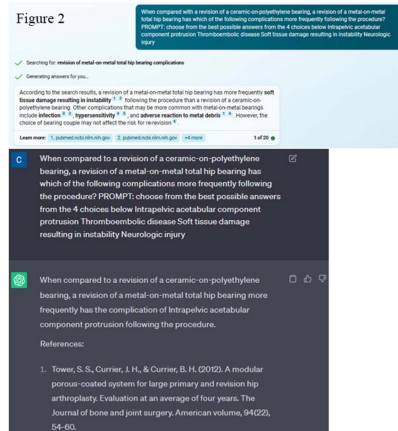 Figure 2
When compared with a revision of a ceramic-on-polyethylene bearing, a revision of a metal-on-metal
total hip bearing has which of the following complications more frequently following the procedure?
PROMPT: choose from the best possible answers from the 4 choices below Intrapelvic acetabular
component protrusion Thromboembolic disease Soft tissue damage resulting in instability Neurologic
injury
Searching for: revision of metal-on-metal total hip bearing complications
Generating answers for you...
According to the search results, a revision of a metal-on-metal total hip bearing has more frequently soft
tissue damage resulting in instability 1 2 following the procedure than a revision of a ceramic-on-
polyethylene bearing. Other complications that may be more common with metal-on-metal bearings
include infection, hypersensitivity, and adverse reaction to metal debris. However, the
choice of bearing couple may not affect the risk for re-revision 4.
Learn more: 1. pubmed.ncbi.nlm.nih.gov 2. pubmed.ncbi.nlm.nih.gov +4 more 1 of 20
C When compared to a revision of a ceramic-on-polyethylene
bearing, a revision of a metal-on-metal total hip bearing has
which of the following complications more frequently following
the procedure? PROMPT: choose from the best possible answers
from the 4 choices below Intrapelvic acetabular component
protrusion Thromboembolic disease Soft tissue damage
resulting in instability Neurologic injury
When compared to a revision of a ceramic-on-polyethylene
bearing, a revision of a metal-on-metal total hip bearing more
frequently has the complication of Intrapelvic acetabular
component protrusion following the procedure.
References:
1. Tower, S. S., Currier, J. H., & Currier, B. H. (2012). A modular
porous-coated system for large primary and revision hip
arthroplasty. Evaluation at an average of four years. The
Journal of bone and joint surgery. American volume, 94(22),
54-60.